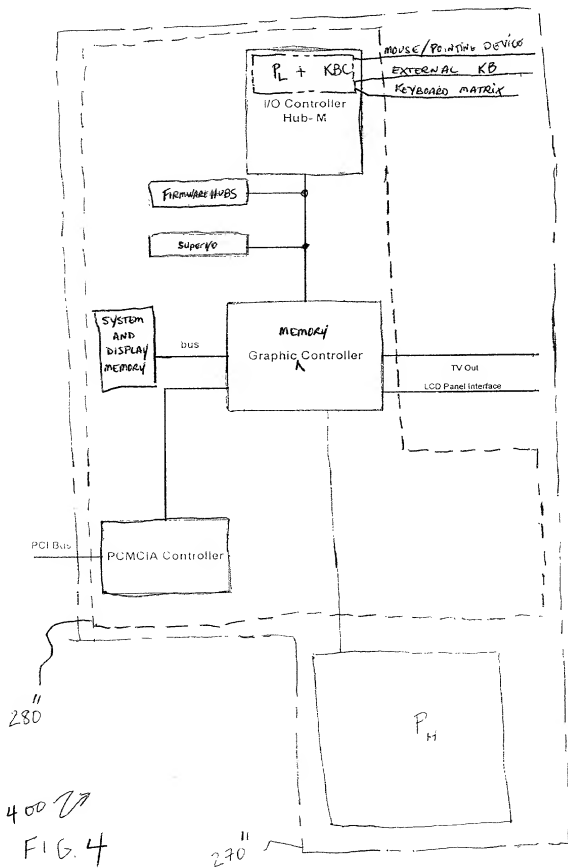 MOUSE/POINTING DEVICE
PL + KBC
EXTERNAL KB
KEYBOARD MATRIX
I/O Controller
Hub- M
FIRMWARE HUBS
SUPER I/O
SYSTEM
AND
DISPLAY
MEMORY
bus
MEMORY
Graphic ^ Controller
TV Out
LCD Panel Interface
PCI Bus
PCMCIA Controller
280"
PH
400
FIG. 4
270"